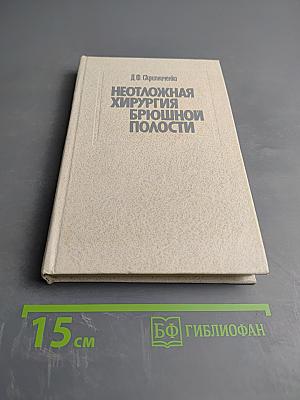 Д.Ф. Скрипниченко
НЕОТЛОЖНАЯ
ХИРУРГИЯ
БРЮШНОЙ
ПОЛОСТИ
15 см
БФ ГИБЛИОФАН